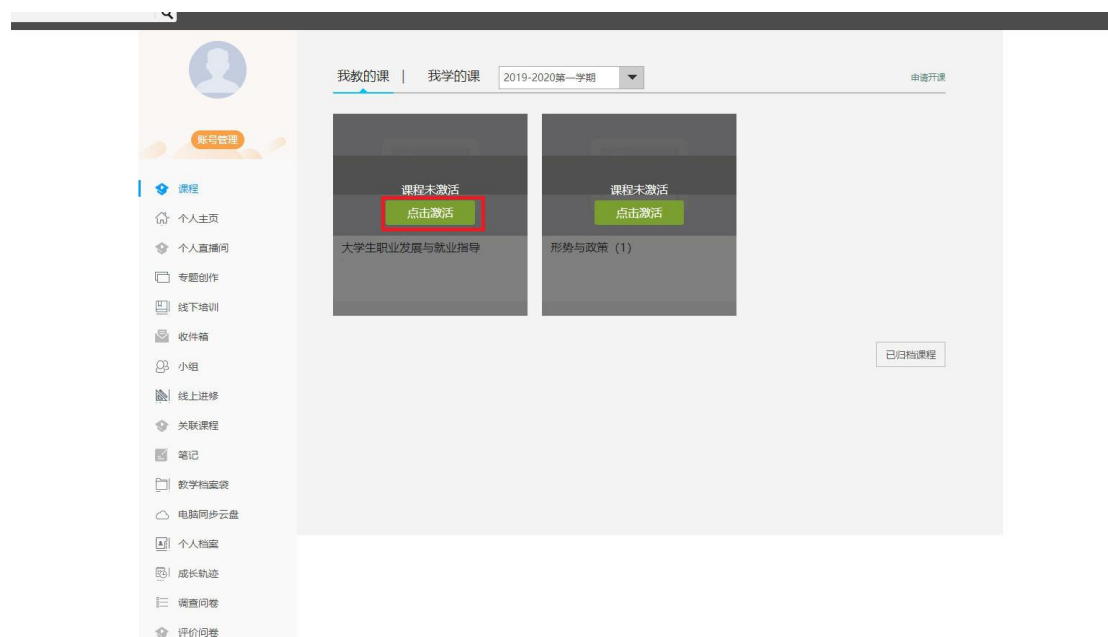 我教的课 | 我学的课 2019-2020第一学期 申请开课
账号管理
课程未激活 课程未激活
点击激活 点击激活
大学生职业发展与就业指导 形势与政策（1）
已归档课程
课程
个人主页
个人直播间
专题创作
线下培训
收件箱
小组
线上进修
关联课程
笔记
教学档案袋
电脑同步云盘
个人档案
成长轨迹
调查问卷
评价问卷